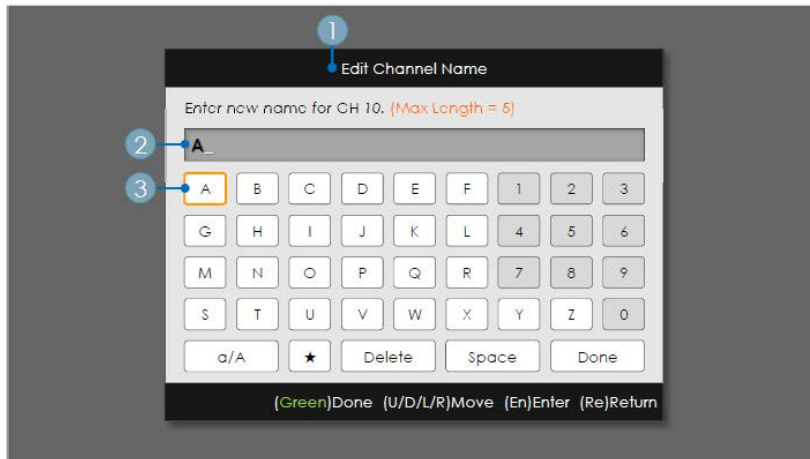 1
Edit Channel Name
Enter new name for CH 10. (Max Length = 5)
2 A_
3 A B C D E F 1 2 3
G H I J K L 4 5 6
M N O P Q R 7 8 9
S T U V W X Y Z 0
a/A ★ Delete Space Done
(Green)Done (U/D/L/R)Move (En)Enter (Re)Return